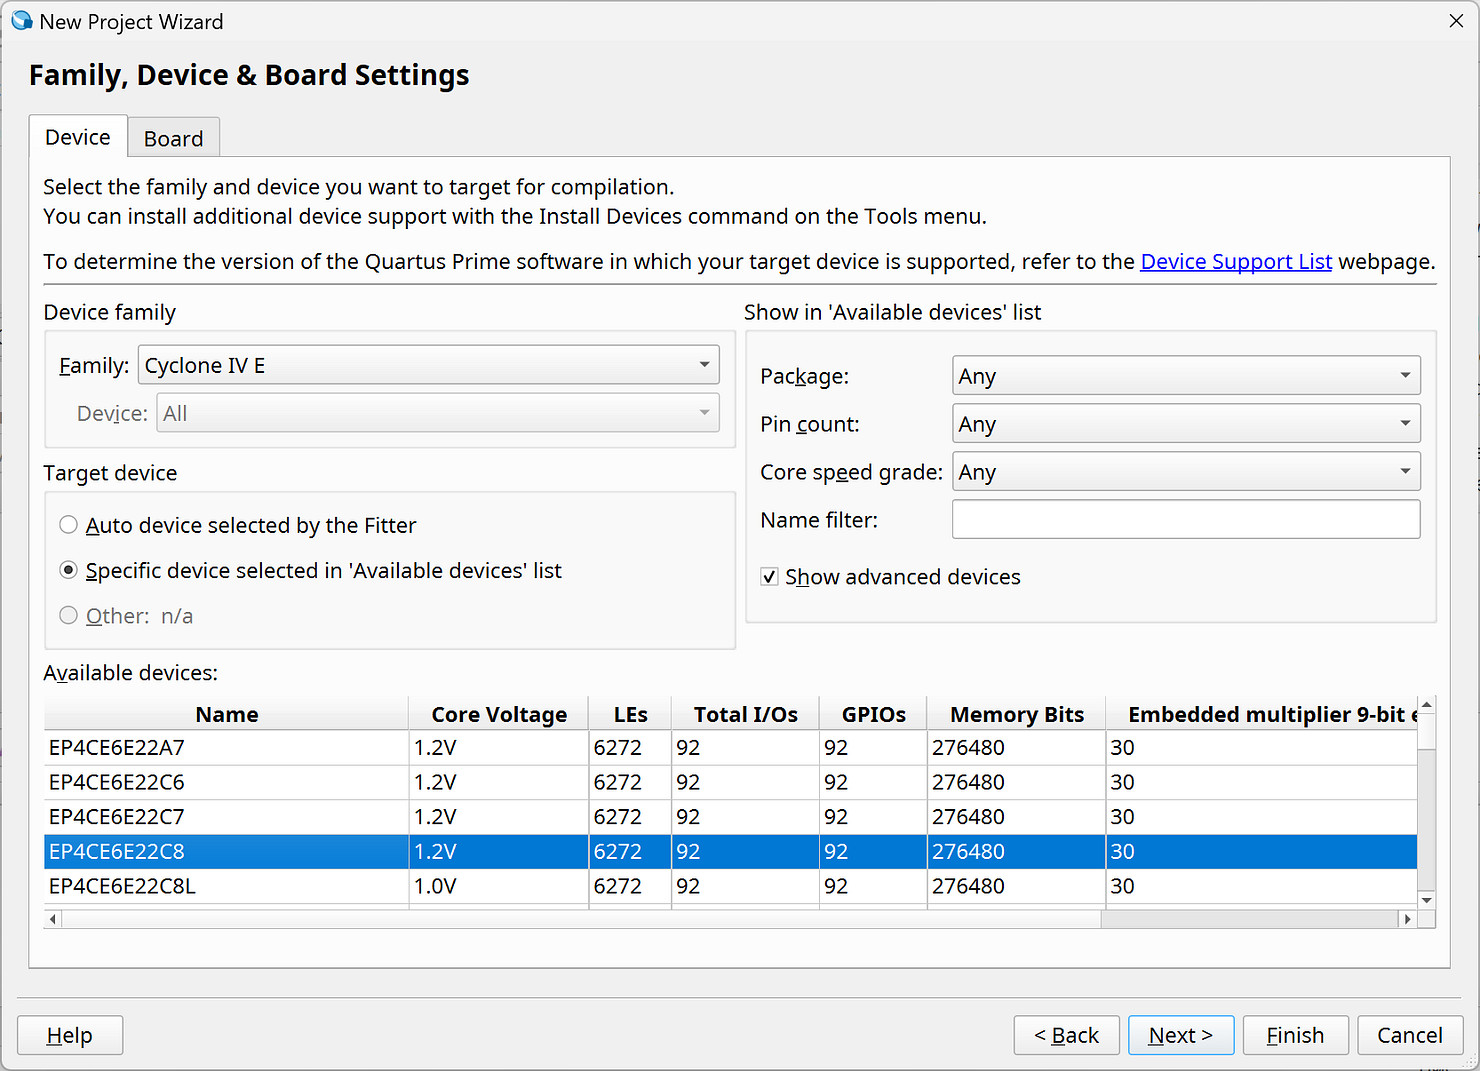 New Project Wizard
Family, Device & Board Settings
Device Board
Select the family and device you want to target for compilation.
You can install additional device support with the Install Devices command on the Tools menu.
To determine the version of the Quartus Prime software in which your target device is supported, refer to the Device Support List webpage.
Device family
Family: Cyclone IV E
Device: All
Target device
Auto device selected by the Fitter
Specific device selected in 'Available devices' list
Other: n/a
Show in 'Available devices' list
Package: Any
Pin count: Any
Core speed grade: Any
Name filter:
Show advanced devices
Available devices:
Name Core Voltage LEs Total I/Os GPIOs Memory Bits Embedded multiplier 9-bit e
EP4CE6E22A7 1.2V 6272 92 92 276480 30
EP4CE6E22C6 1.2V 6272 92 92 276480 30
EP4CE6E22C7 1.2V 6272 92 92 276480 30
EP4CE6E22C8 1.2V 6272 92 92 276480 30
EP4CE6E22C8L 1.0V 6272 92 92 276480 30
Help < Back Next > Finish Cancel